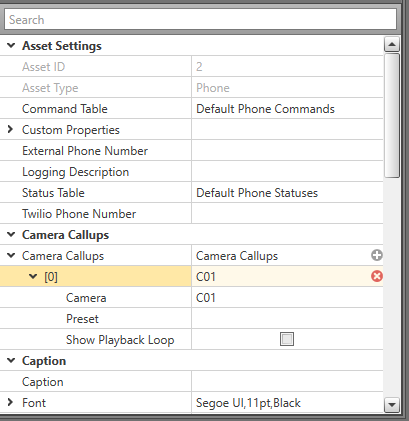 Search
Asset Settings
Asset ID 2
Asset Type Phone
Command Table Default Phone Commands
Custom Properties
External Phone Number
Logging Description
Status Table Default Phone Statuses
Twilio Phone Number
Camera Callups
Camera Callups Camera Callups
[0] C01
Camera C01
Preset
Show Playback Loop
Caption
Caption
Font Segoe UI,11pt,Black